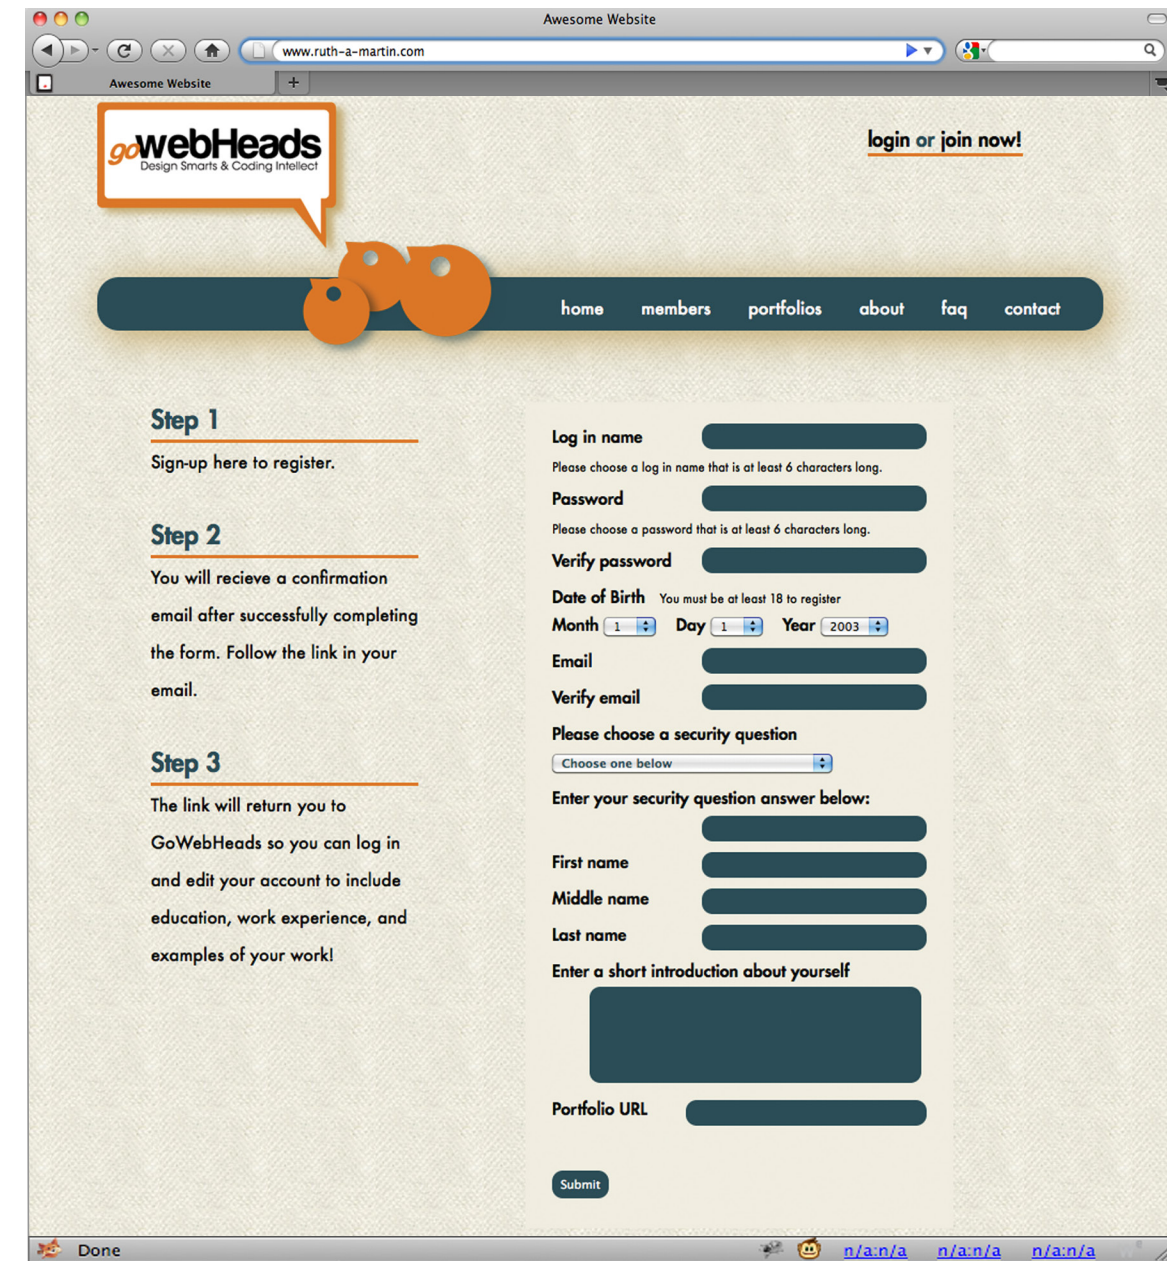 Awesome Website
www.ruth-a-martin.com
Awesome Website
+
goWebHeads
Design Smarts & Coding Intellect
login or join now!
home members portfolios about faq contact
Step 1
Sign-up here to register.
Step 2
You will recieve a confirmation
email after successfully completing
the form. Follow the link in your
email.
Step 3
The link will return you to
GoWebHeads so you can log in
and edit your account to include
education, work experience, and
examples of your work!
Log in name
Please choose a log in name that is at least 6 characters long.
Password
Please choose a password that is at least 6 characters long.
Verify password
Date of Birth You must be at least 18 to register
Month 1 Day 1 Year 2003
Email
Verify email
Please choose a security question
Choose one below
Enter your security question answer below:
First name
Middle name
Last name
Enter a short introduction about yourself
Portfolio URL
Submit
Done n/a:n/a n/a:n/a n/a:n/a